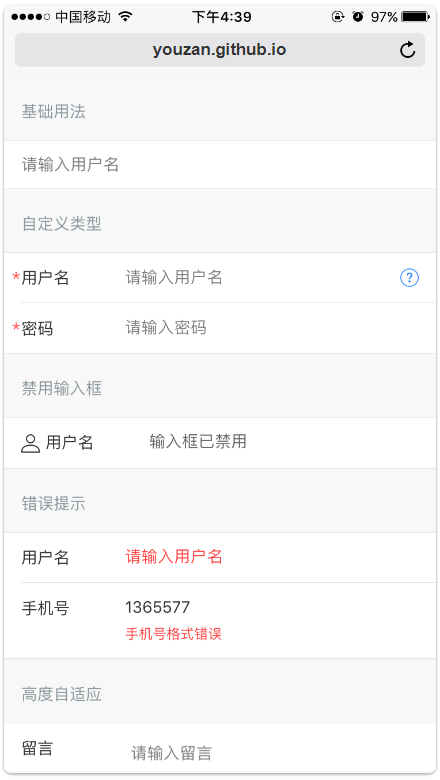 中国移动 下午4:39 97%
youzan.github.io
基础用法
请输入用户名
自定义类型
*用户名 请输入用户名 ?
*密码 请输入密码
禁用输入框
用户名 输入框已禁用
错误提示
用户名 请输入用户名
手机号 1365577
手机号格式错误
高度自适应
留言 请输入留言